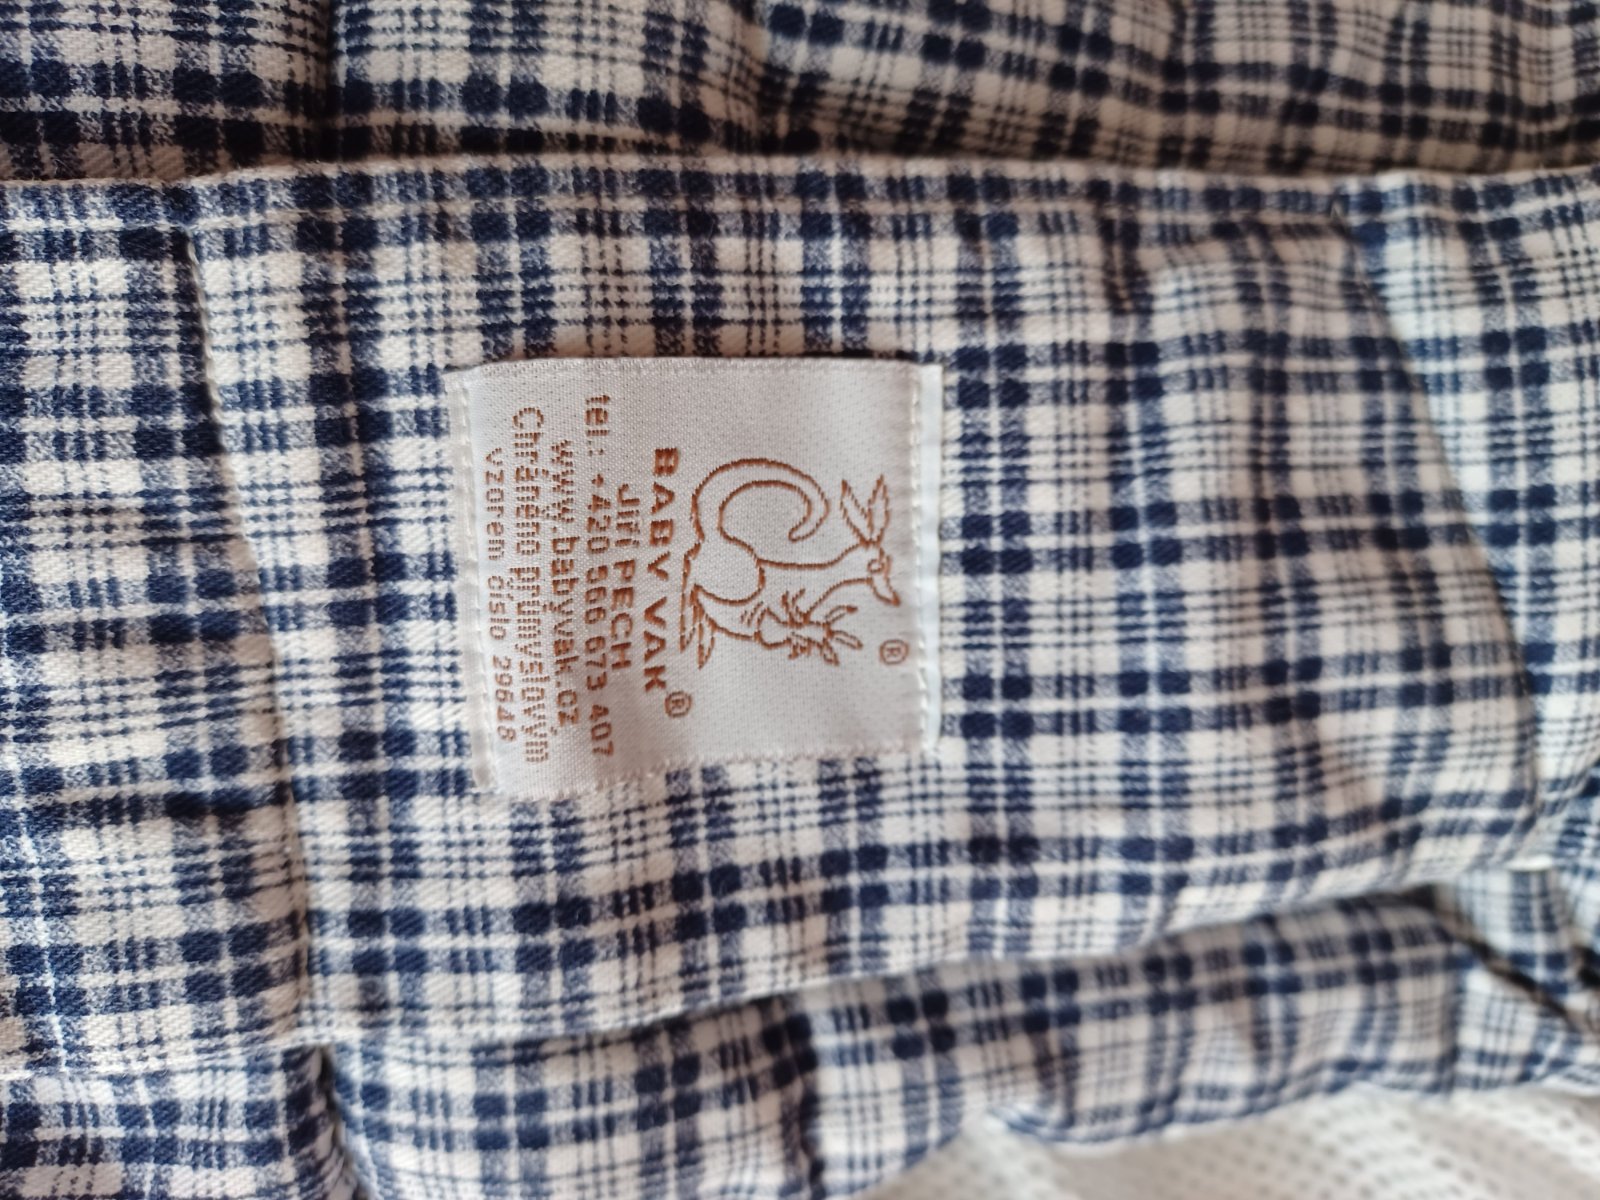 ®
BABY VAK®
JIŘÍ PECH
tel.: +420 566 673 407
www.babyvak.cz
Chráněno průmyslovým
vzorem číslo 29648